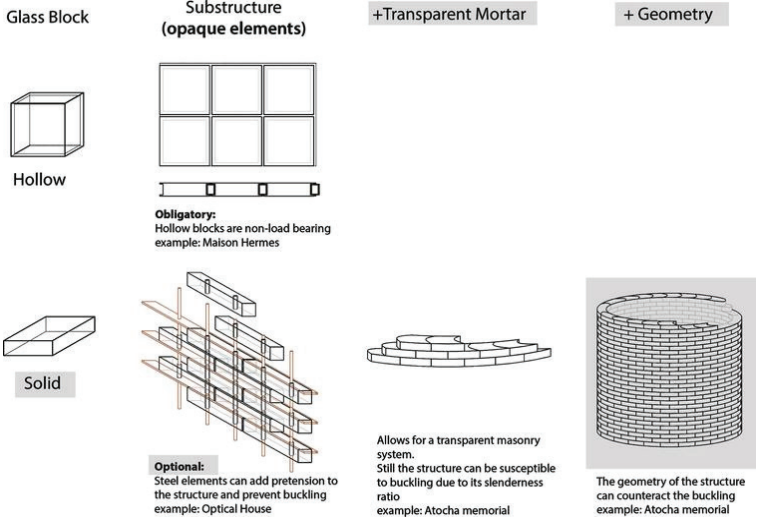 Glass Block
Substructure
(opaque elements)
+Transparent Mortar
+ Geometry
Hollow
Obligatory:
Hollow blocks are non-load bearing
example: Maison Hermes
Solid
Optional:
Steel elements can add pretension to
the structure and prevent buckling
example: Optical House
Allows for a transparent masonry
system.
Still the structure can be susceptible
to buckling due to its slenderness
ratio
example: Atocha memorial
The geometry of the structure
can counteract the buckling
example: Atocha memorial